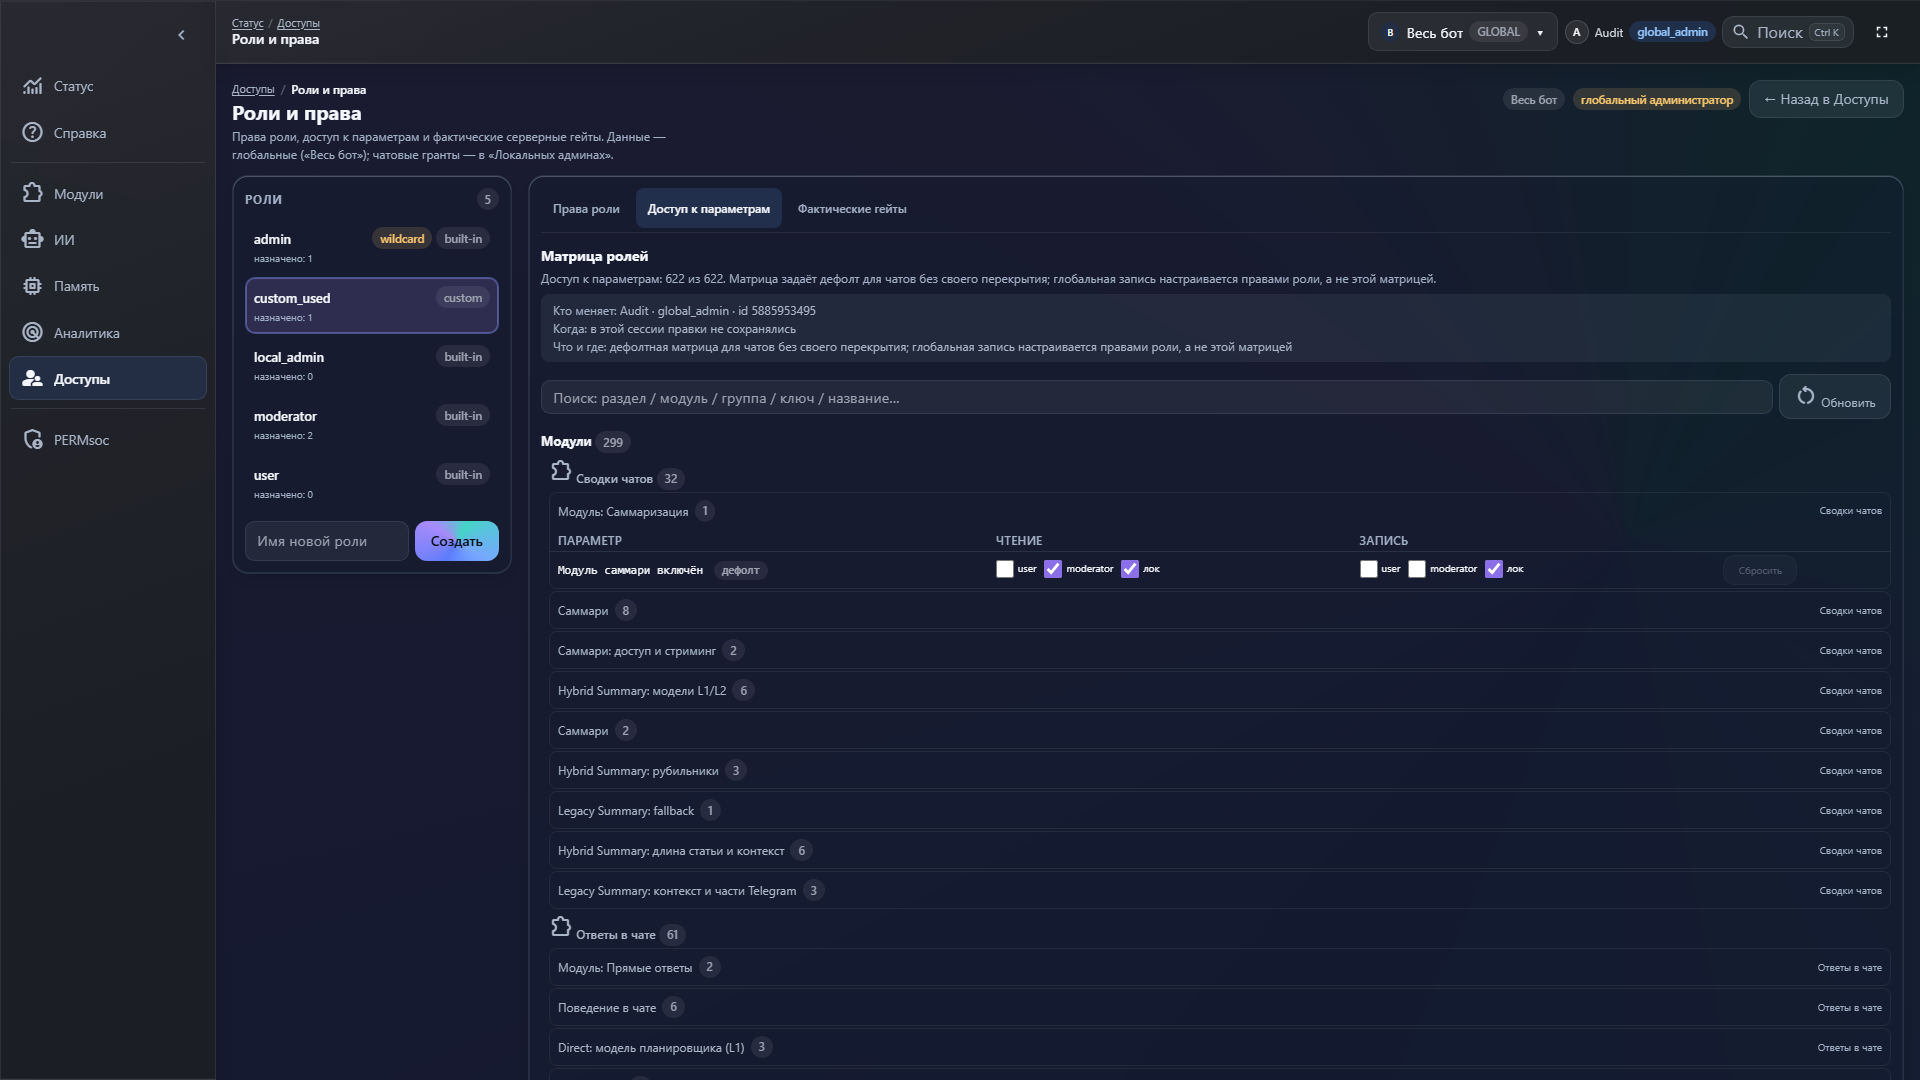 Статус / Доступы
Роли и права
В Весь бот GLOBAL ▾
A Audit global_admin
Поиск Ctrl K
Статус
Справка
Модули
ИИ
Память
Аналитика
Доступы
PERMsoc
Доступы / Роли и права
Роли и права
Права роли, доступ к параметрам и фактические серверные гейты. Данные —
глобальные («Весь бот»); чатовые гранты — в «Локальных админах».
Весь бот глобальный администратор ← Назад в Доступы
РОЛИ 5
admin wildcard built-in
назначено: 1
custom_used custom
назначено: 1
local_admin built-in
назначено: 0
moderator built-in
назначено: 2
user built-in
назначено: 0
Имя новой роли Создать
Права роли Доступ к параметрам Фактические гейты
Матрица ролей
Доступ к параметрам: 622 из 622. Матрица задаёт дефолт для чатов без своего перекрытия; глобальная запись настраивается правами роли, а не этой матрицей.
Кто меняет: Audit · global_admin · id 5885953495
Когда: в этой сессии правки не сохранялись
Что и где: дефолтная матрица для чатов без своего перекрытия; глобальная запись настраивается правами роли, а не этой матрицей
Поиск: раздел / модуль / группа / ключ / название...
Обновить
Модули 299
Сводки чатов 32
Модуль: Саммаризация 1 Сводки чатов
ПАРАМЕТР ЧТЕНИЕ ЗАПИСЬ
Модуль саммари включён дефолт user moderator лок user moderator лок Сбросить
Саммари 8 Сводки чатов
Саммари: доступ и стриминг 2 Сводки чатов
Hybrid Summary: модели L1/L2 6 Сводки чатов
Саммари 2 Сводки чатов
Hybrid Summary: рубильники 3 Сводки чатов
Legacy Summary: fallback 1 Сводки чатов
Hybrid Summary: длина статьи и контекст 6 Сводки чатов
Legacy Summary: контекст и части Telegram 3 Сводки чатов
Ответы в чате 61
Модуль: Прямые ответы 2 Ответы в чате
Поведение в чате 6 Ответы в чате
Direct: модель планировщика (L1) 3 Ответы в чате